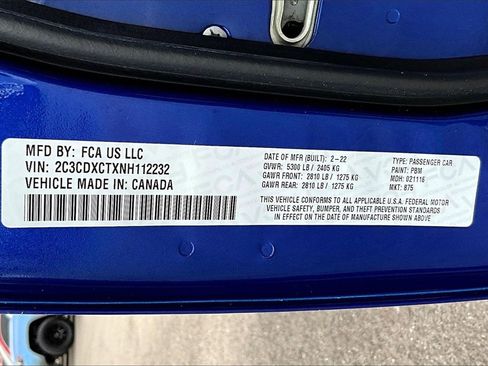 MFD BY: FCA US LLC
VIN: 2C3CDXCTXNH112232
VEHICLE MADE IN: CANADA
DATE OF MFR (BUILT): 2-22
GVWR: 5300 LB / 2405 KG
GAWR FRONT: 2810 LB / 1275 KG
GAWR REAR: 2810 LB / 1275 KG
TYPE: PASSENGER CAR
PAINT: PBM
MDH: 021116
MKT: 875
THIS VEHICLE CONFORMS TO ALL APPLICABLE U.S.A. FEDERAL MOTOR
VEHICLE SAFETY, BUMPER, AND THEFT PREVENTION STANDARDS
IN EFFECT ON THE DATE OF MANUFACTURE SHOWN ABOVE